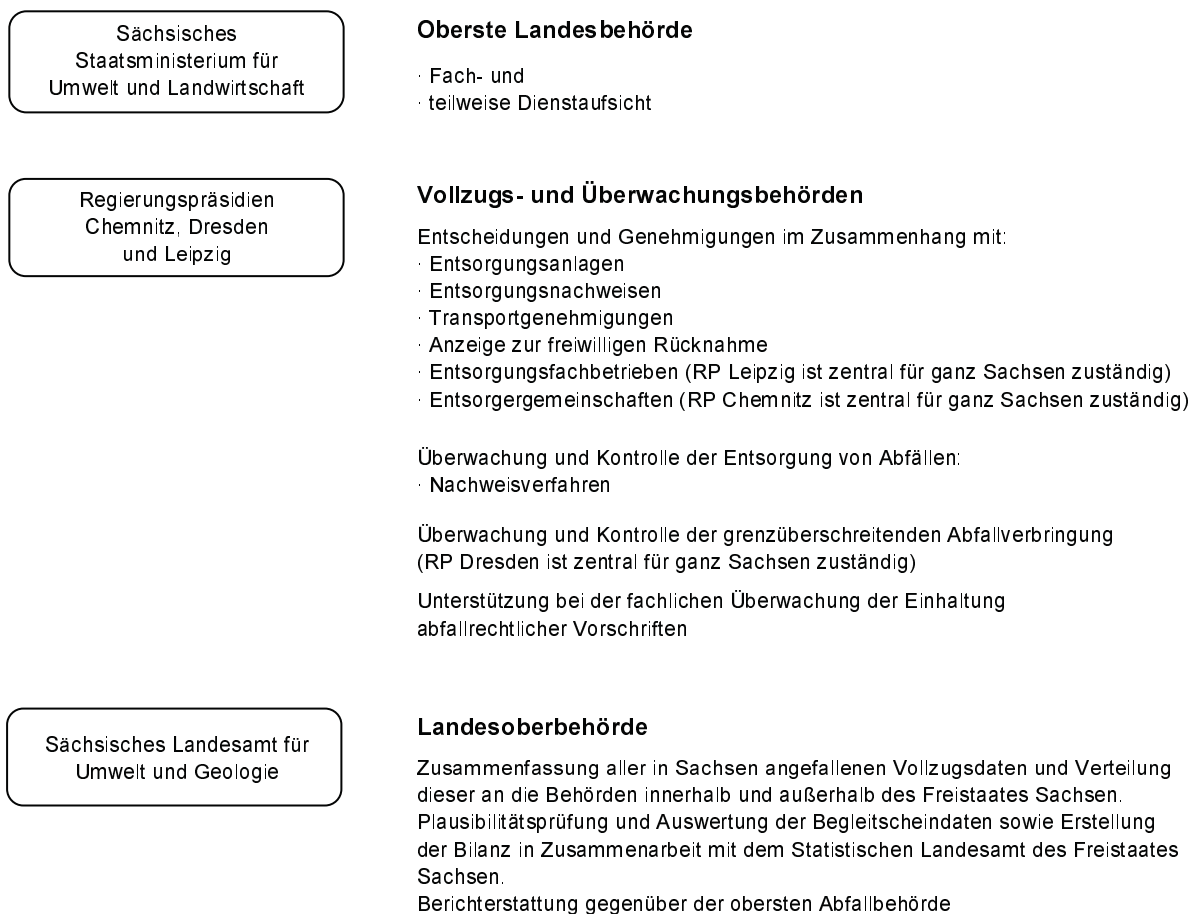 Sächsisches
Staatsministerium für
Umwelt und Landwirtschaft
Oberste Landesbehörde
· Fach- und
· teilweise Dienstaufsicht
Regierungspräsidien
Chemnitz, Dresden
und Leipzig
Vollzugs- und Überwachungsbehörden
Entscheidungen und Genehmigungen im Zusammenhang mit:
· Entsorgungsanlagen
· Entsorgungsnachweisen
· Transportgenehmigungen
· Anzeige zur freiwilligen Rücknahme
· Entsorgungsfachbetrieben (RP Leipzig ist zentral für ganz Sachsen zuständig)
· Entsorgergemeinschaften (RP Chemnitz ist zentral für ganz Sachsen zuständig)
Überwachung und Kontrolle der Entsorgung von Abfällen:
· Nachweisverfahren
Überwachung und Kontrolle der grenzüberschreitenden Abfallverbringung
(RP Dresden ist zentral für ganz Sachsen zuständig)
Unterstützung bei der fachlichen Überwachung der Einhaltung
abfallrechtlicher Vorschriften
Sächsisches Landesamt für
Umwelt und Geologie
Landesoberbehörde
Zusammenfassung aller in Sachsen angefallenen Vollzugsdaten und Verteilung
dieser an die Behörden innerhalb und außerhalb des Freistaates Sachsen.
Plausibilitätsprüfung und Auswertung der Begleitscheindaten sowie Erstellung
der Bilanz in Zusammenarbeit mit dem Statistischen Landesamt des Freistaates
Sachsen.
Berichterstattung gegenüber der obersten Abfallbehörde